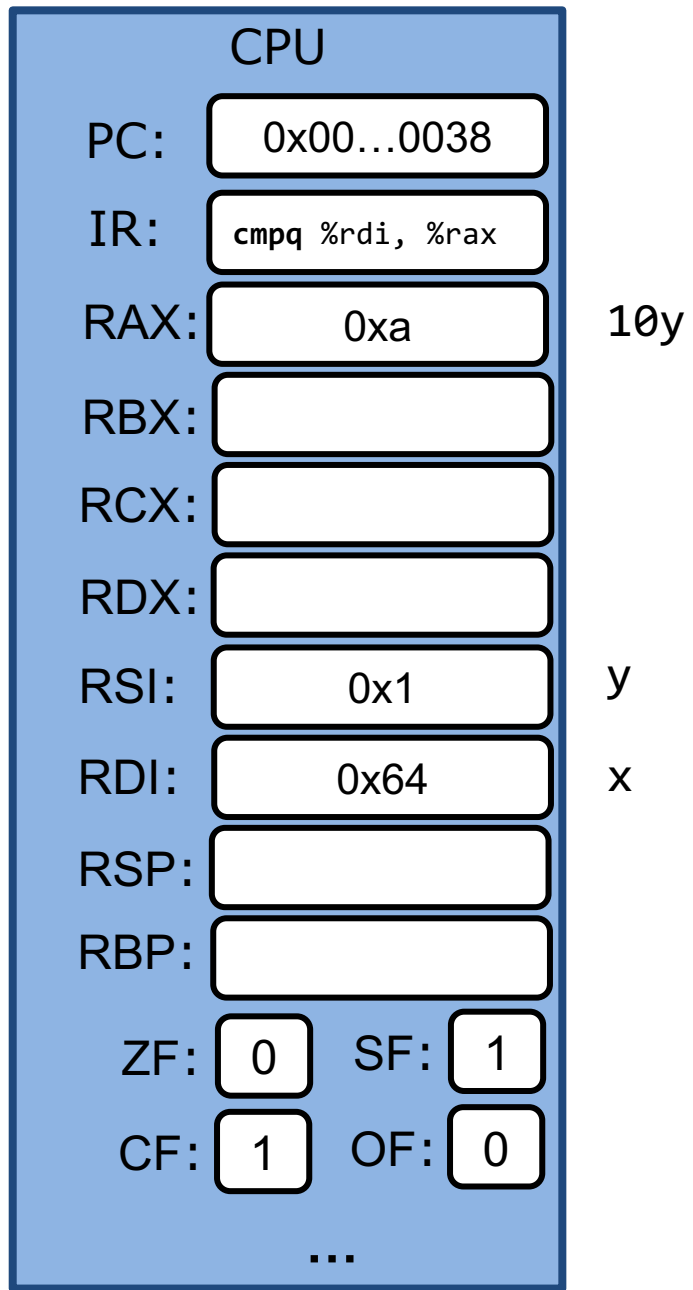 CPU
PC: 0x00...0038
IR: cmpq %rdi, %rax
RAX: 0xa 10y
RBX:
RCX:
RDX:
RSI: 0x1 y
RDI: 0x64 x
RSP:
RBP:
ZF: 0 SF: 1
CF: 1 OF: 0
...